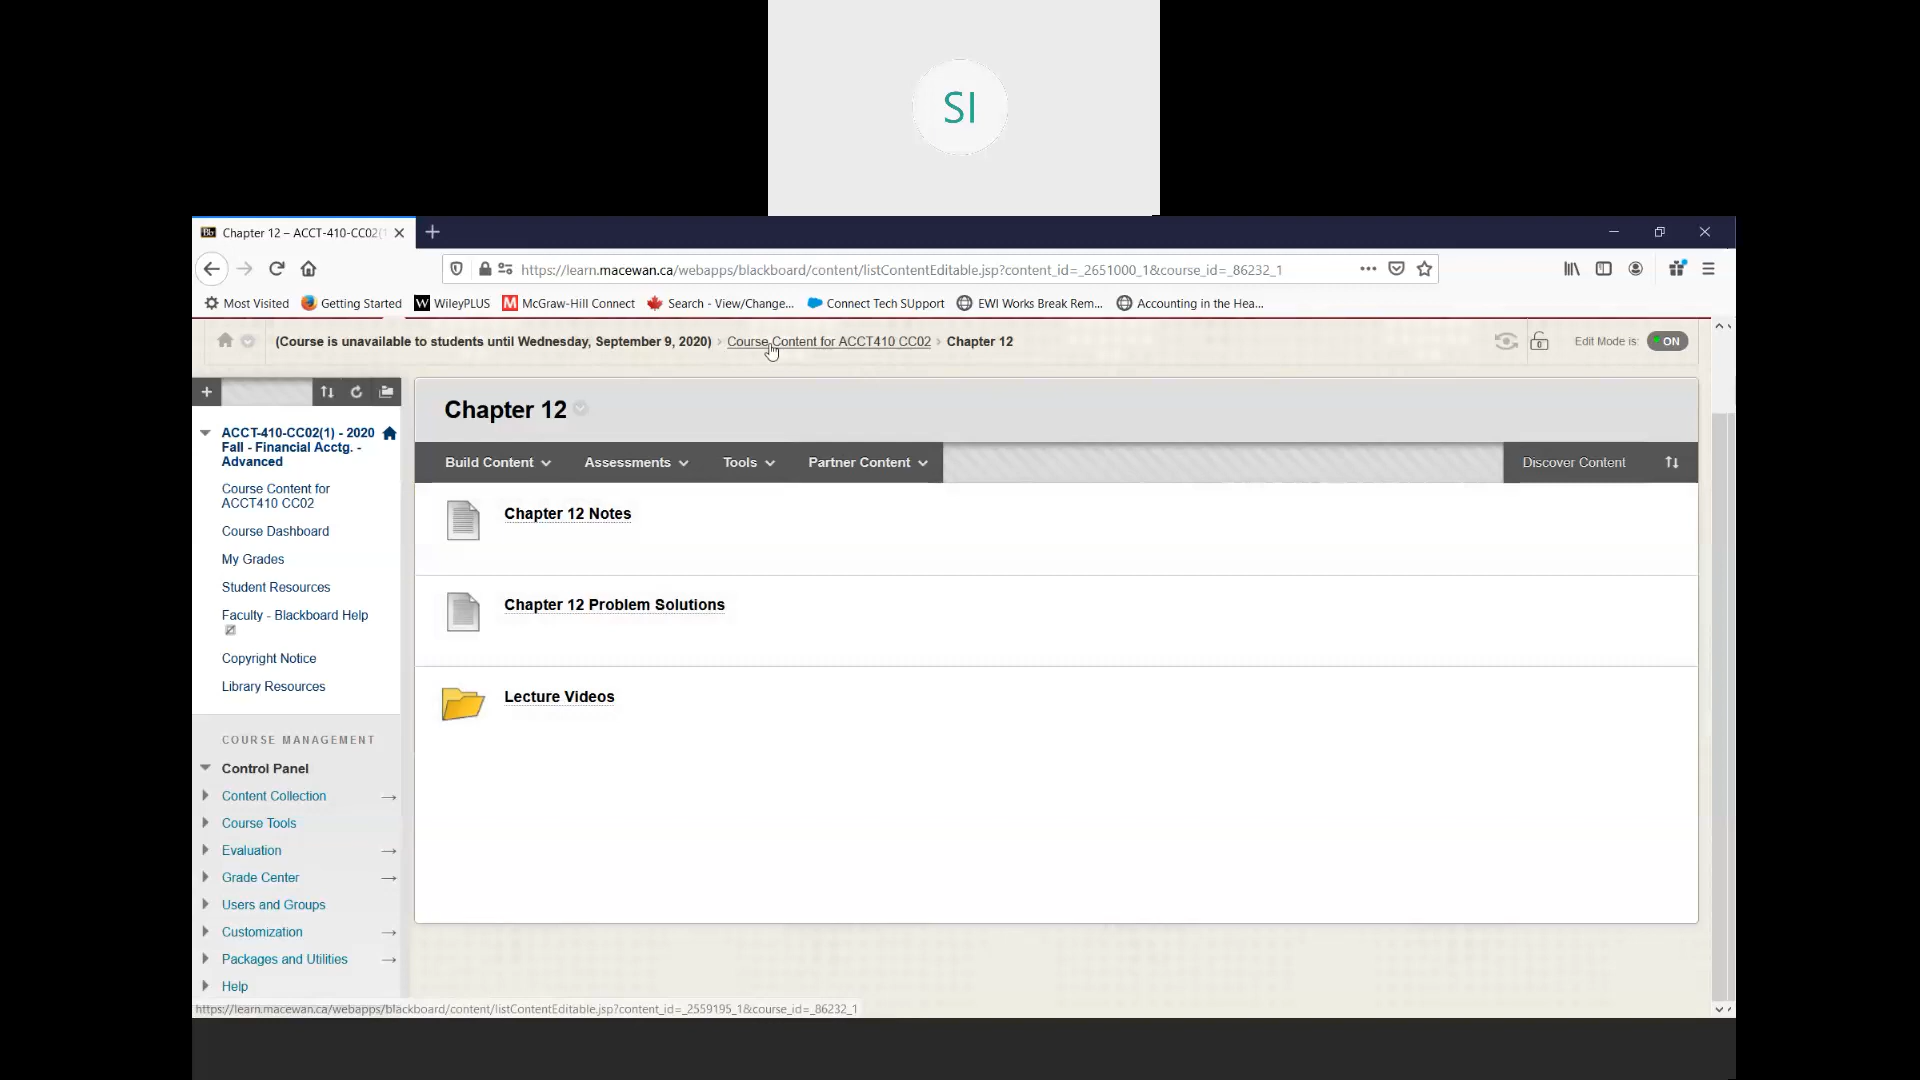 SI
Chapter 12 – ACCT-410-CC02(1
https://learn.macewan.ca/webapps/blackboard/content/listContentEditable.jsp?content_id=_2651000_1&course_id=_86232_1
Most Visited Getting Started WileyPLUS McGraw-Hill Connect Search - View/Change... Connect Tech SUpport EWI Works Break Rem... Accounting in the Hea...
(Course is unavailable to students until Wednesday, September 9, 2020) Course Content for ACCT410 CC02 Chapter 12 Edit Mode is: ON
Chapter 12
Build Content Assessments Tools Partner Content Discover Content
Chapter 12 Notes
Chapter 12 Problem Solutions
Lecture Videos
ACCT-410-CC02(1) - 2020
Fall - Financial Acctg. -
Advanced
Course Content for
ACCT410 CC02
Course Dashboard
My Grades
Student Resources
Faculty - Blackboard Help
Copyright Notice
Library Resources
COURSE MANAGEMENT
Control Panel
Content Collection
Course Tools
Evaluation
Grade Center
Users and Groups
Customization
Packages and Utilities
Help
https://learn.macewan.ca/webapps/blackboard/content/listContentEditable.jsp?content_id=_2559195_1&course_id=_86232_1